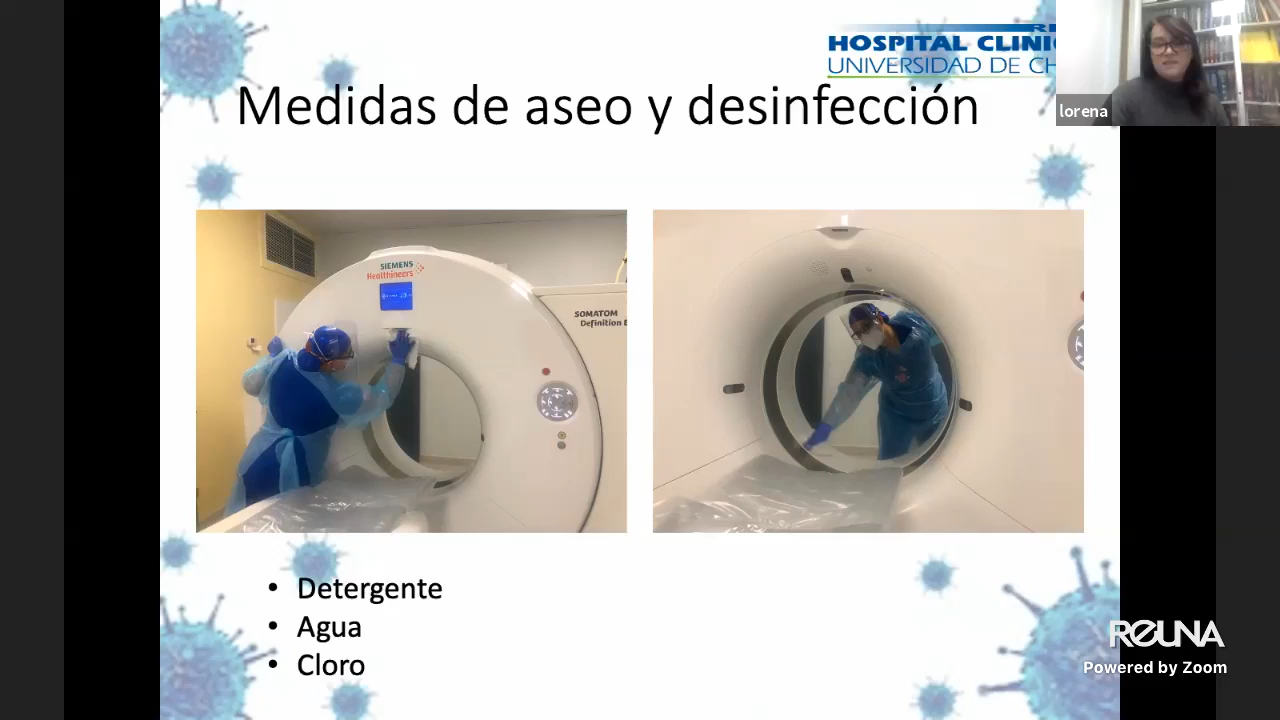 HOSPITAL CLINIC
UNIVERSIDAD DE CH
lorena
Medidas de aseo y desinfección
SIEMENS
Healthineers
SOMATOM
Definition
• Detergente
• Agua
• Cloro
REUNA
Powered by Zoom